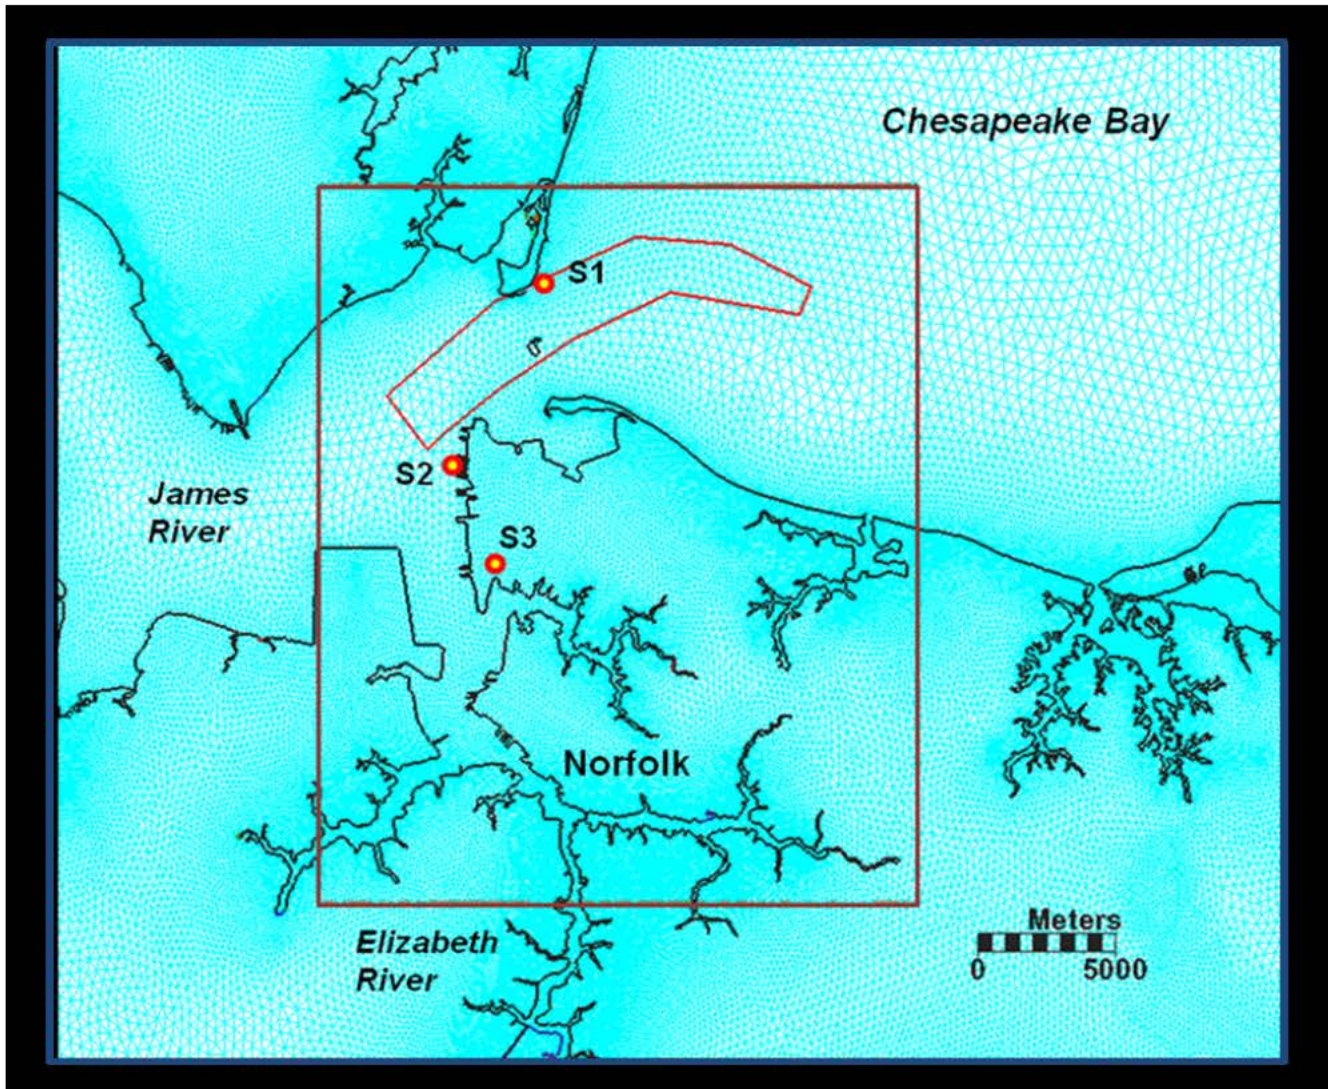 Chesapeake Bay
S1
S2
James
River
S3
Norfolk
Meters
0 5000
Elizabeth
River